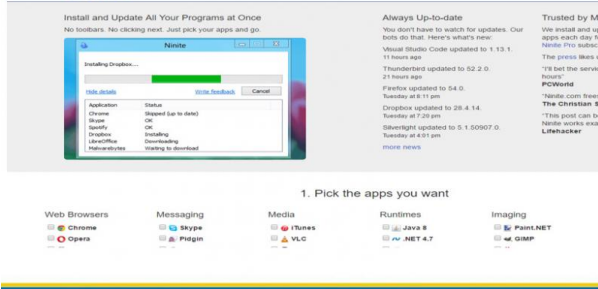 Install and Update All Your Programs at Once
No toolbars. No clicking next. Just pick your apps and go.
Ninite
Installing Dropbox...
Hide details
Write feedback
Cancel
Application Status
Chrome Skipped (up to date)
Skype OK
Spotify OK
Dropbox Installing
LibreOffice Downloading
Malwarebytes Waiting to download
Always Up-to-date
You don't have to watch for updates. Our
bots do that. Here's what's new:
Visual Studio Code updated to 1.13.1.
11 hours ago
Thunderbird updated to 52.2.0.
21 hours ago
Firefox updated to 54.0.
Tuesday at 8:11 pm
Dropbox updated to 28.4.14.
Tuesday at 7:20 pm
Silverlight updated to 5.1.50907.0.
Tuesday at 4:01 pm
more news
Trusted by M
We install and up
apps each day f
Ninite Pro subsc
The press likes
"I'll bet the servi
hours"
PCWorld
"Ninite.com frees
The Christian S
"This post can b
Ninite works exa
Lifehacker
1. Pick the apps you want
Web Browsers
Chrome
Opera
Messaging
Skype
Pidgin
Media
iTunes
VLC
Runtimes
Java 8
.NET 4.7
Imaging
Paint.NET
GIMP